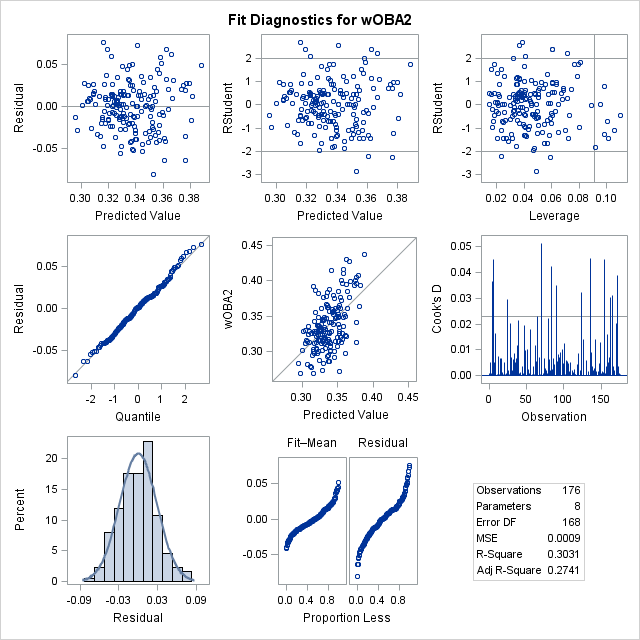 Fit Diagnostics for wOBA2
Residual
0.05
0.00
-0.05
0.30 0.32 0.34 0.36 0.38
Predicted Value
RStudent
2
1
0
-1
-2
-3
0.30 0.32 0.34 0.36 0.38
Predicted Value
RStudent
2
1
0
-1
-2
-3
0.02 0.04 0.06 0.08 0.10
Leverage
Residual
0.05
0.00
-0.05
-2 -1 0 1 2
Quantile
wOBA2
0.45
0.40
0.35
0.30
0.30 0.35 0.40 0.45
Predicted Value
Cook's D
0.05
0.04
0.03
0.02
0.01
0.00
0 50 100 150
Observation
Percent
20
15
10
5
0
-0.09 -0.03 0.03 0.09
Residual
Fit–Mean Residual
0.05
0.00
-0.05
0.0 0.4 0.8 0.0 0.4 0.8
Proportion Less
Observations 176
Parameters 8
Error DF 168
MSE 0.0009
R-Square 0.3031
Adj R-Square 0.2741